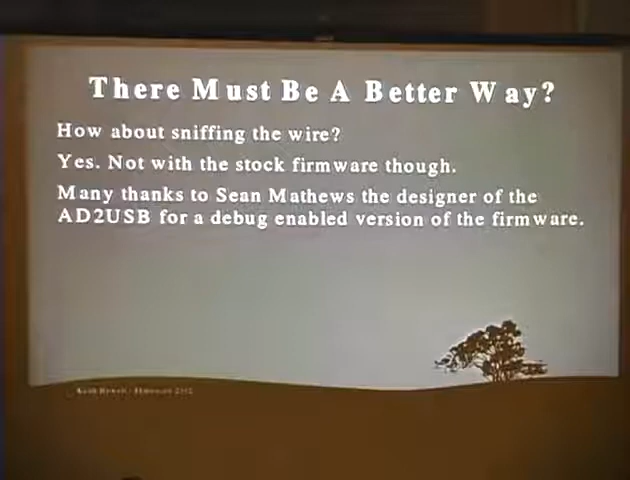 There Must Be A Better Way?
How about sniffing the wire?
Yes. Not with the stock firmware though.
Many thanks to Sean Mathews the designer of the
AD2USB for a debug enabled version of the firmware.